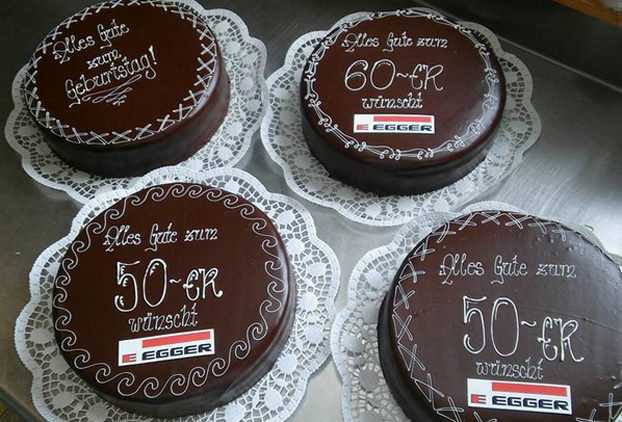 Alles Gute
zum
Geburtstag!
Alles Gute zum
60~er
wünscht
E EGGER
Alles Gute zum
50~er
wünscht
E EGGER
Alles Gute zum
50~er
wünscht
E EGGER